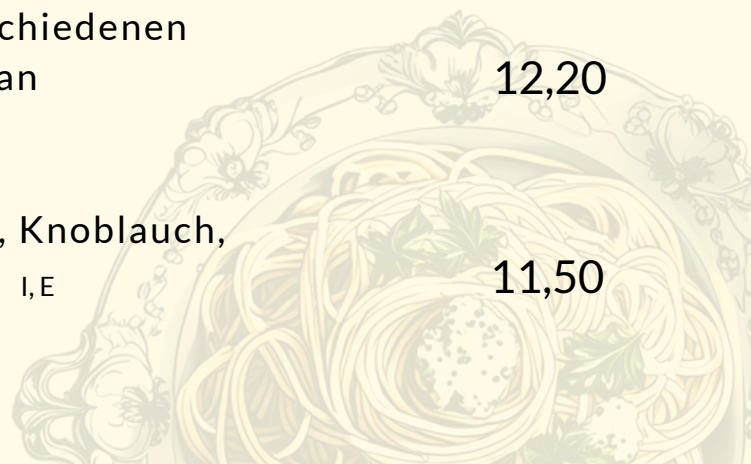 chiedenen
an
12,20
, Knoblauch,
I, E
11,50